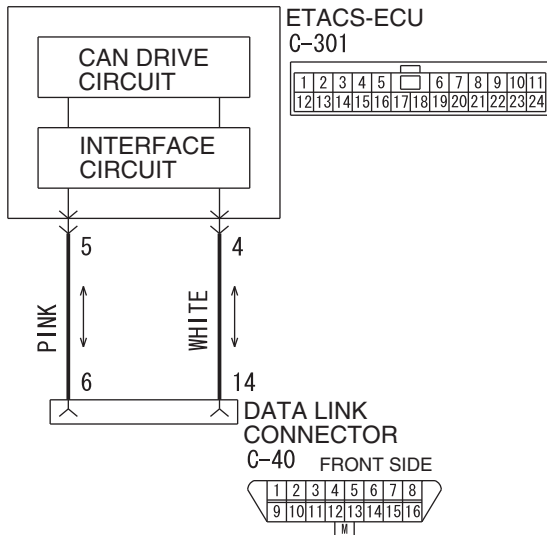 ETACS-ECU
C-301
CAN DRIVE
CIRCUIT
1 2 3 4 5 6 7 8 9 10 11
12 13 14 15 16 17 18 19 20 21 22 23 24
INTERFACE
CIRCUIT
5 4
PINK WHITE
6 14
DATA LINK
CONNECTOR
C-40 FRONT SIDE
1 2 3 4 5 6 7 8
9 10 11 12 13 14 15 16
M